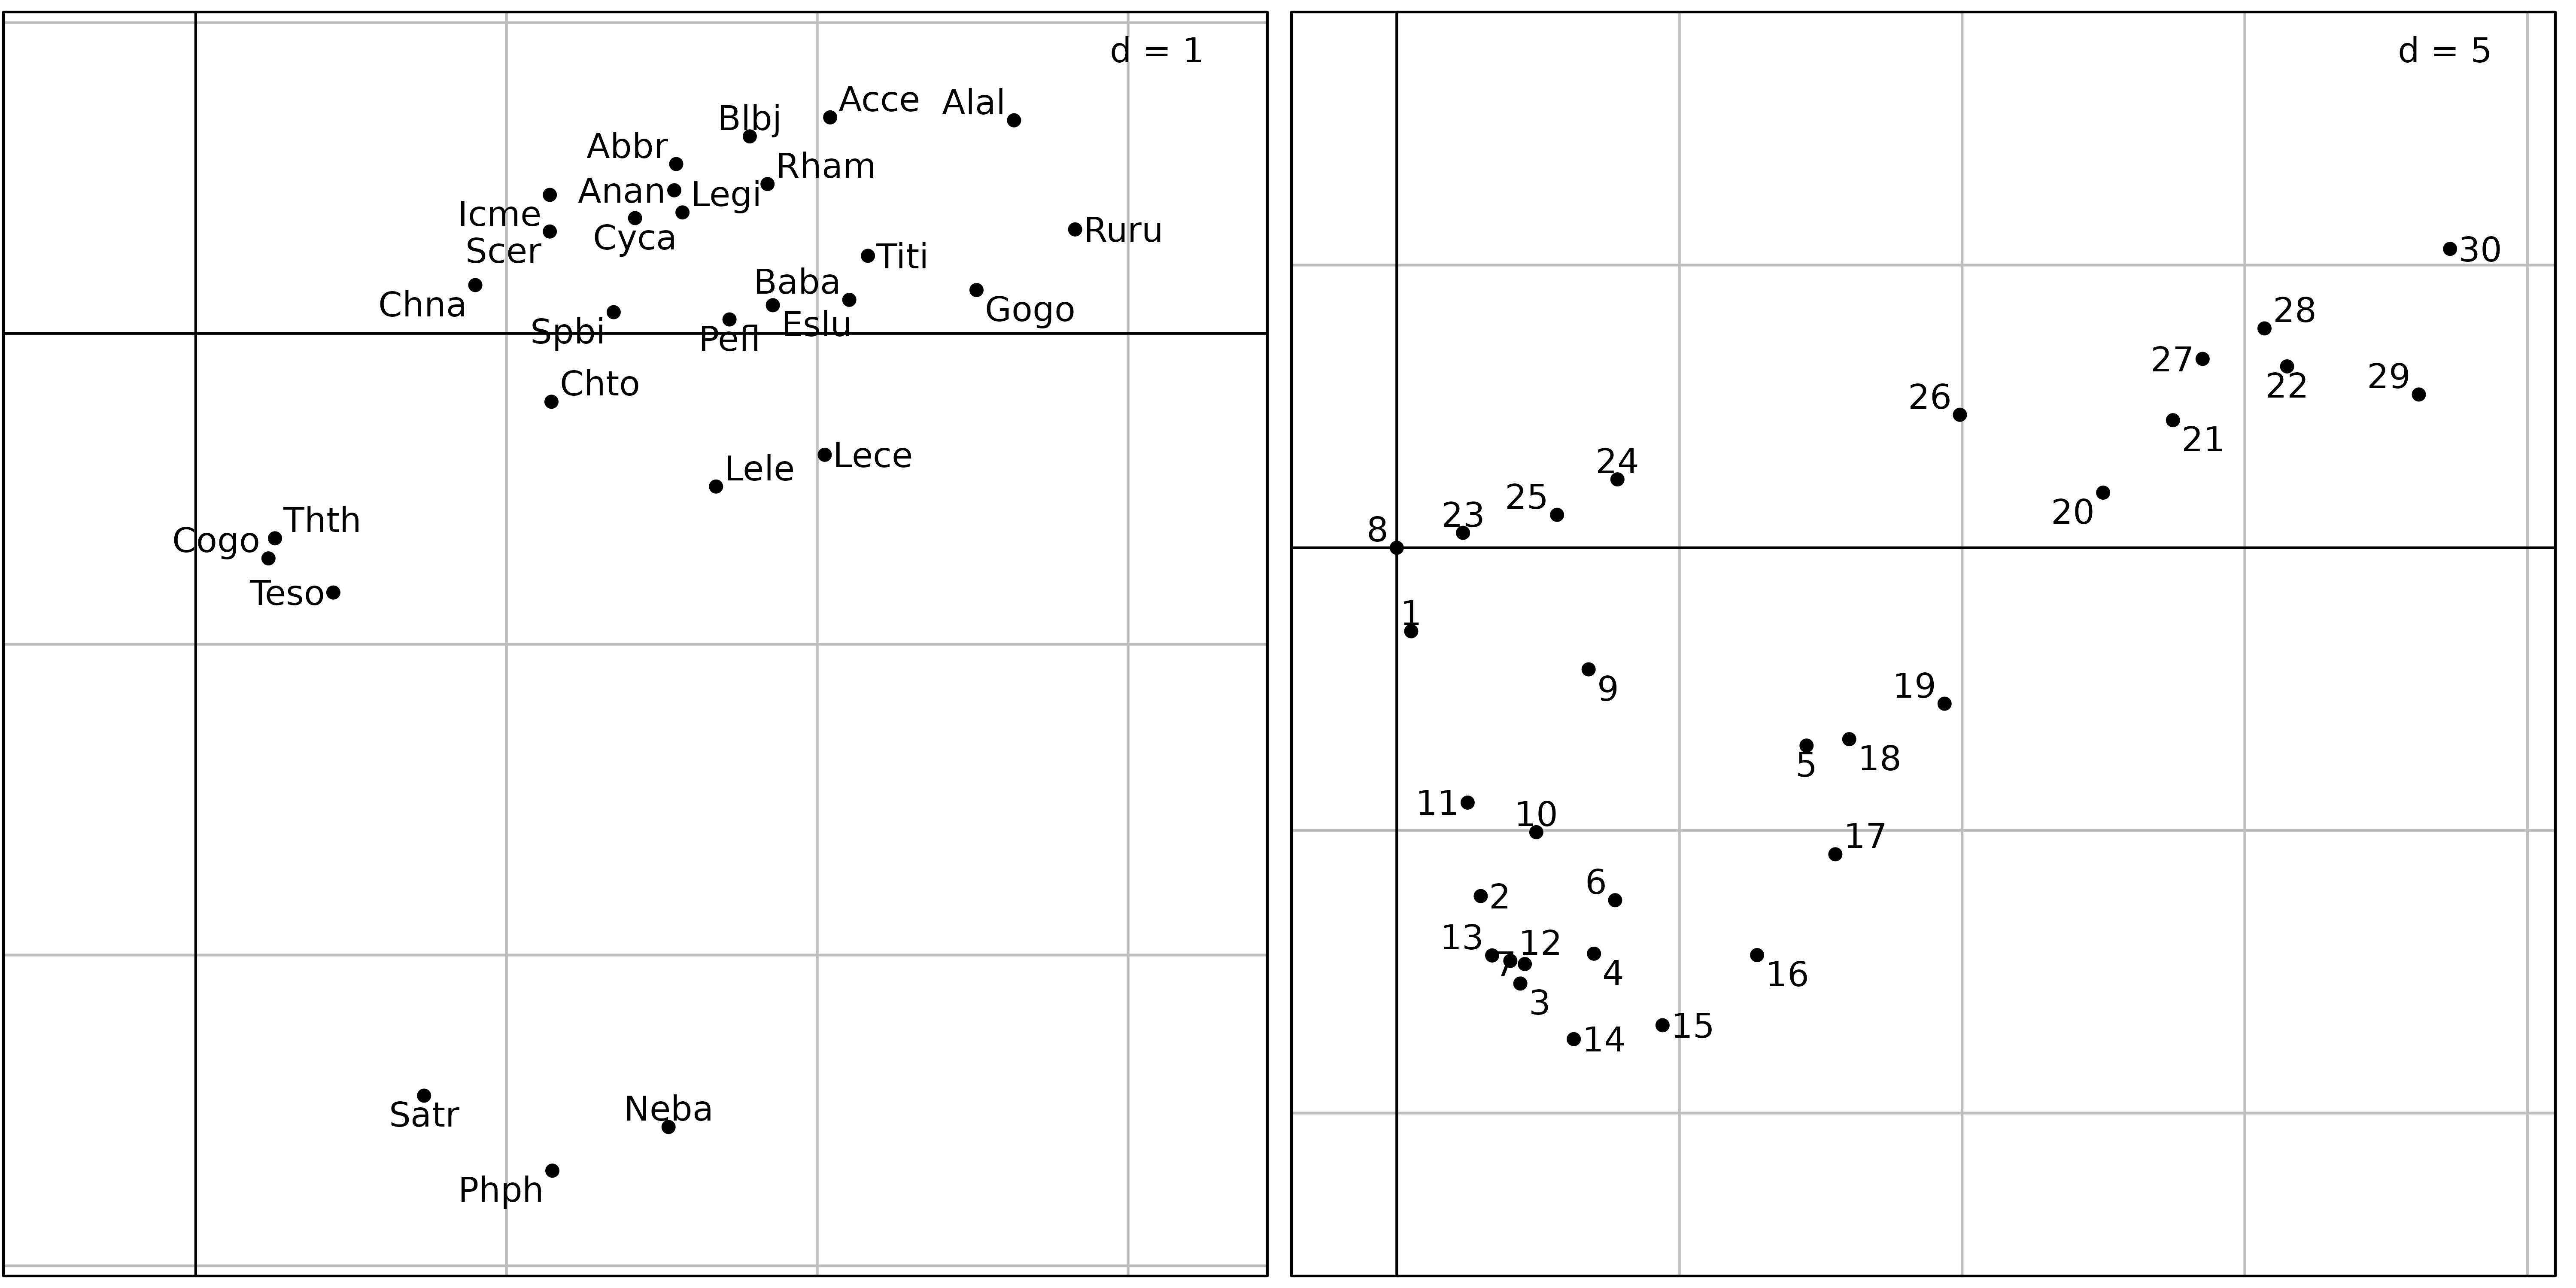 d = 1
Acce
Alal
Blbj
Abbr
Rham
Anan
Legi
Icme
Cyca
Scer
Ruru
Titi
Baba
Chna
Gogo
Spbi
Pefl
Eslu
Chto
Lece
Lele
Thth
Cogo
Teso
Satr
Neba
Phph
d = 5
30
28
27
22
29
26
21
24
25
20
23
8
1
9
19
5
18
11
10
17
6
2
13
12
7
4
16
3
15
14